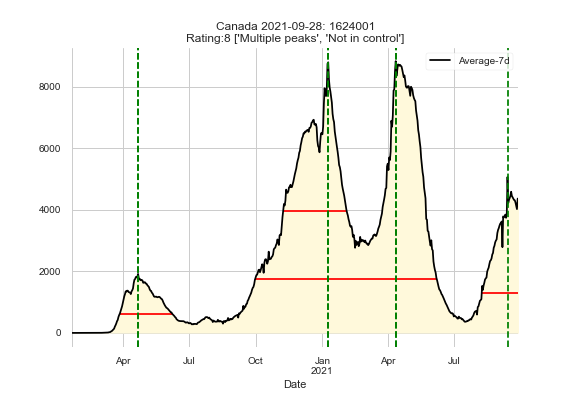 Canada 2021-09-28: 1624001
Rating:8 ['Multiple peaks', 'Not in control']
Average-7d
8000
6000
4000
2000
0
Apr Jul Oct Jan Apr Jul
2021
Date